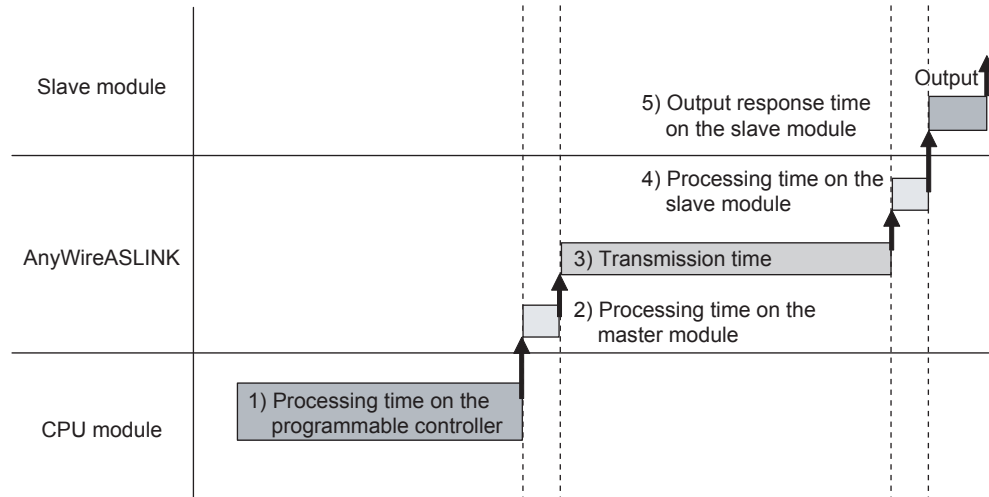 Slave module
Output
5) Output response time
on the slave module
4) Processing time on the
slave module
AnyWireASLINK
3) Transmission time
2) Processing time on the
master module
CPU module
1) Processing time on the
programmable controller